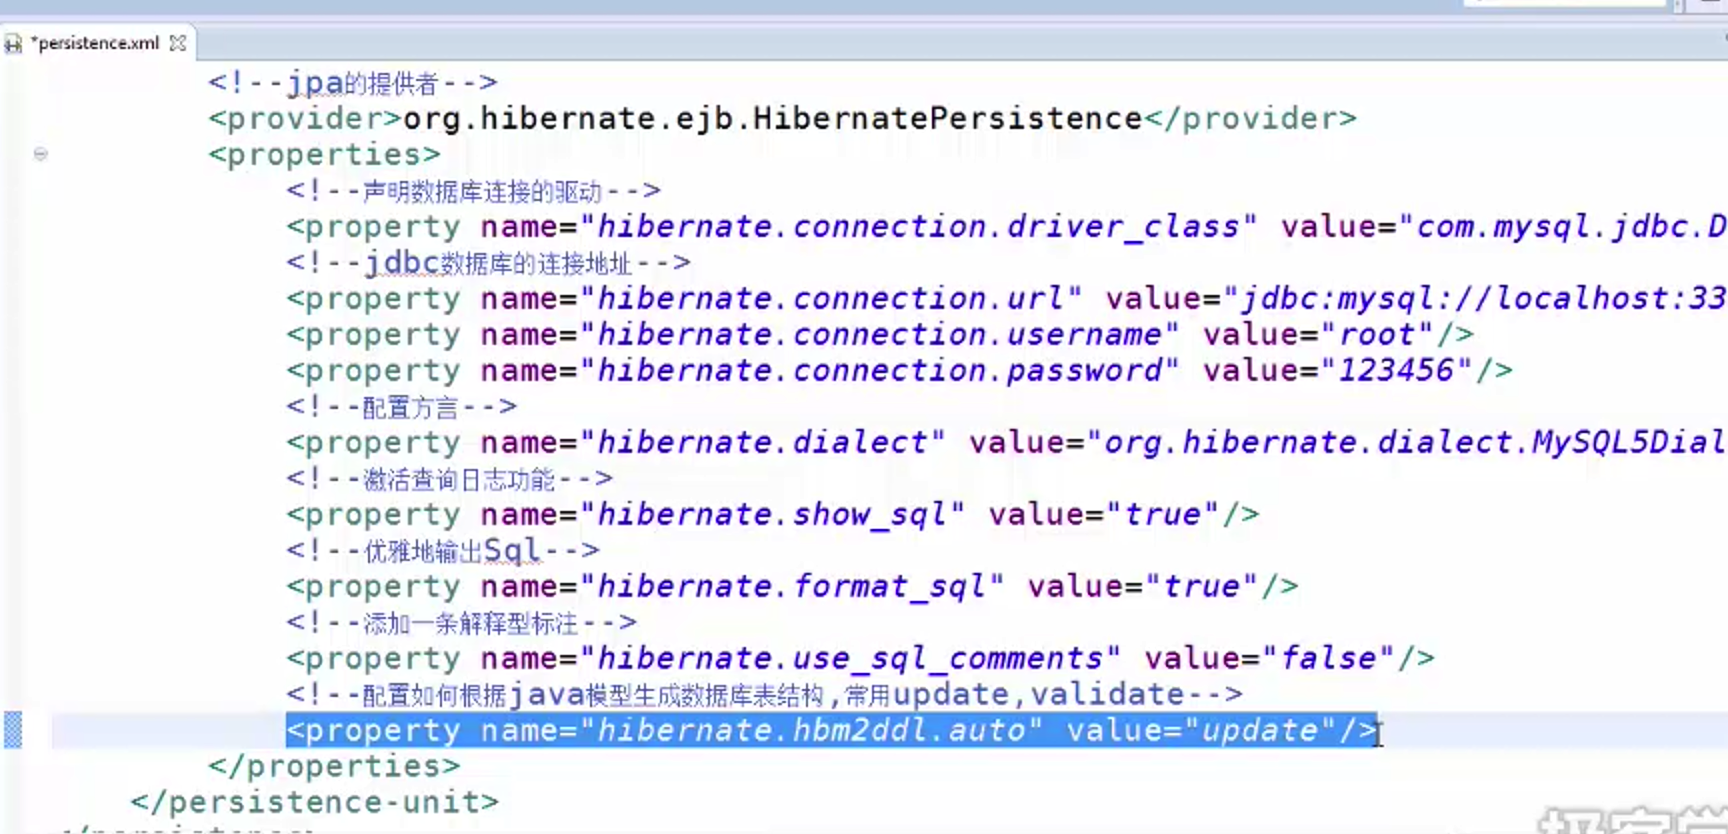 *persistence.xml
<!--jpa的提供者-->
<provider>org.hibernate.ejb.HibernatePersistence</provider>
<properties>
<!--声明数据库连接的驱动-->
<property name="hibernate.connection.driver_class" value="com.mysql.jdbc.D
<!--jdbc数据库的连接地址-->
<property name="hibernate.connection.url" value="jdbc:mysql://localhost:33
<property name="hibernate.connection.username" value="root"/>
<property name="hibernate.connection.password" value="123456"/>
<!--配置方言-->
<property name="hibernate.dialect" value="org.hibernate.dialect.MySQL5Dial
<!--激活查询日志功能-->
<property name="hibernate.show_sql" value="true"/>
<!--优雅地输出Sql-->
<property name="hibernate.format_sql" value="true"/>
<!--添加一条解释型标注-->
<property name="hibernate.use_sql_comments" value="false"/>
<!--配置如何根据java模型生成数据库表结构,常用update,validate-->
<property name="hibernate.hbm2ddl.auto" value="update"/>
</properties>
</persistence-unit>